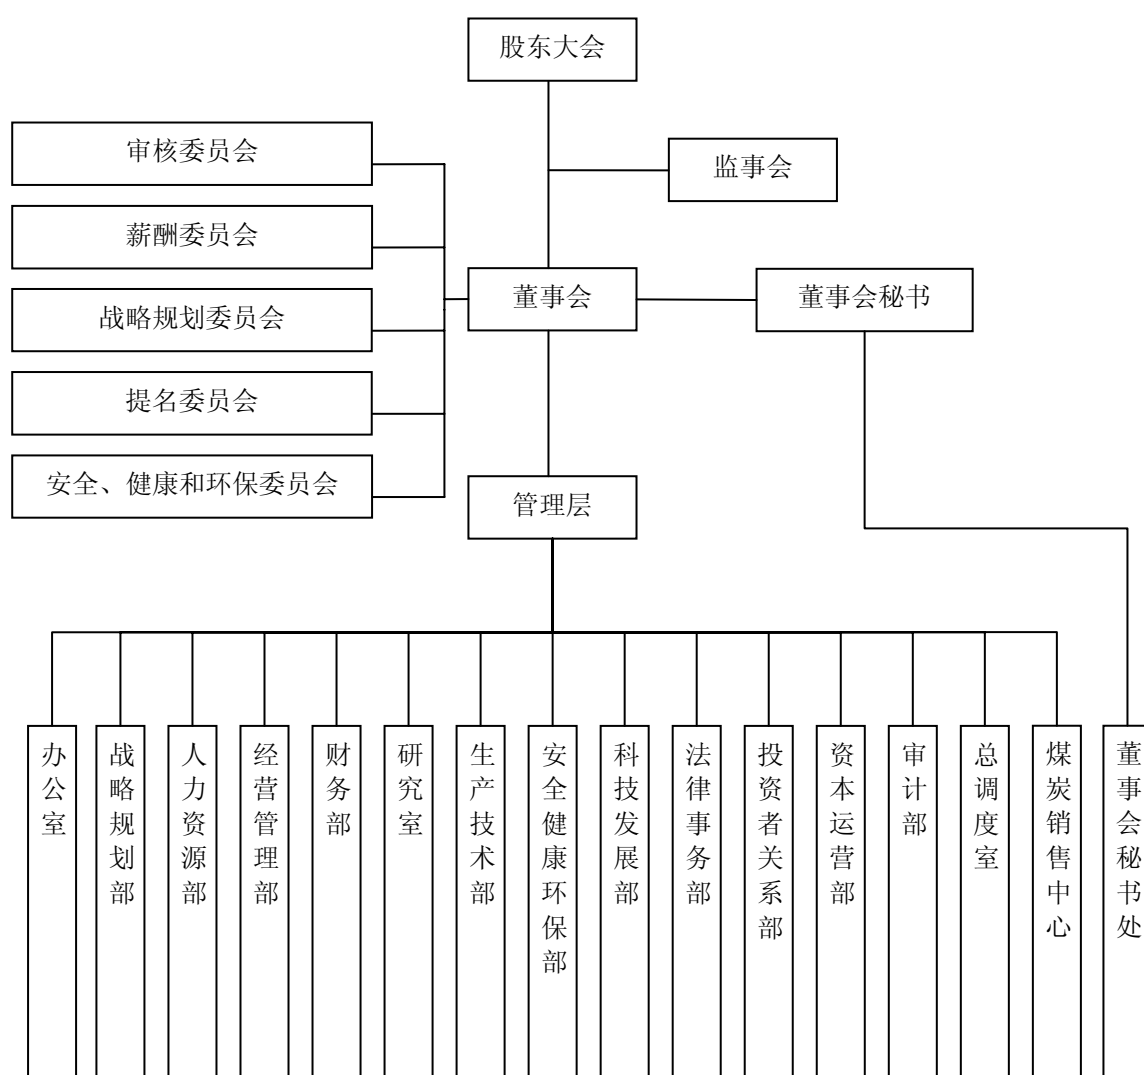 股东大会
审核委员会
监事会
薪酬委员会
董事会
董事会秘书
战略规划委员会
提名委员会
安全、健康和环保委员会
管理层
办公室
战略规划部
人力资源部
经营管理部
财务部
研究室
生产技术部
安全健康环保部
科技发展部
法律事务部
投资者关系部
资本运营部
审计部
总调度室
煤炭销售中心
董事会秘书处